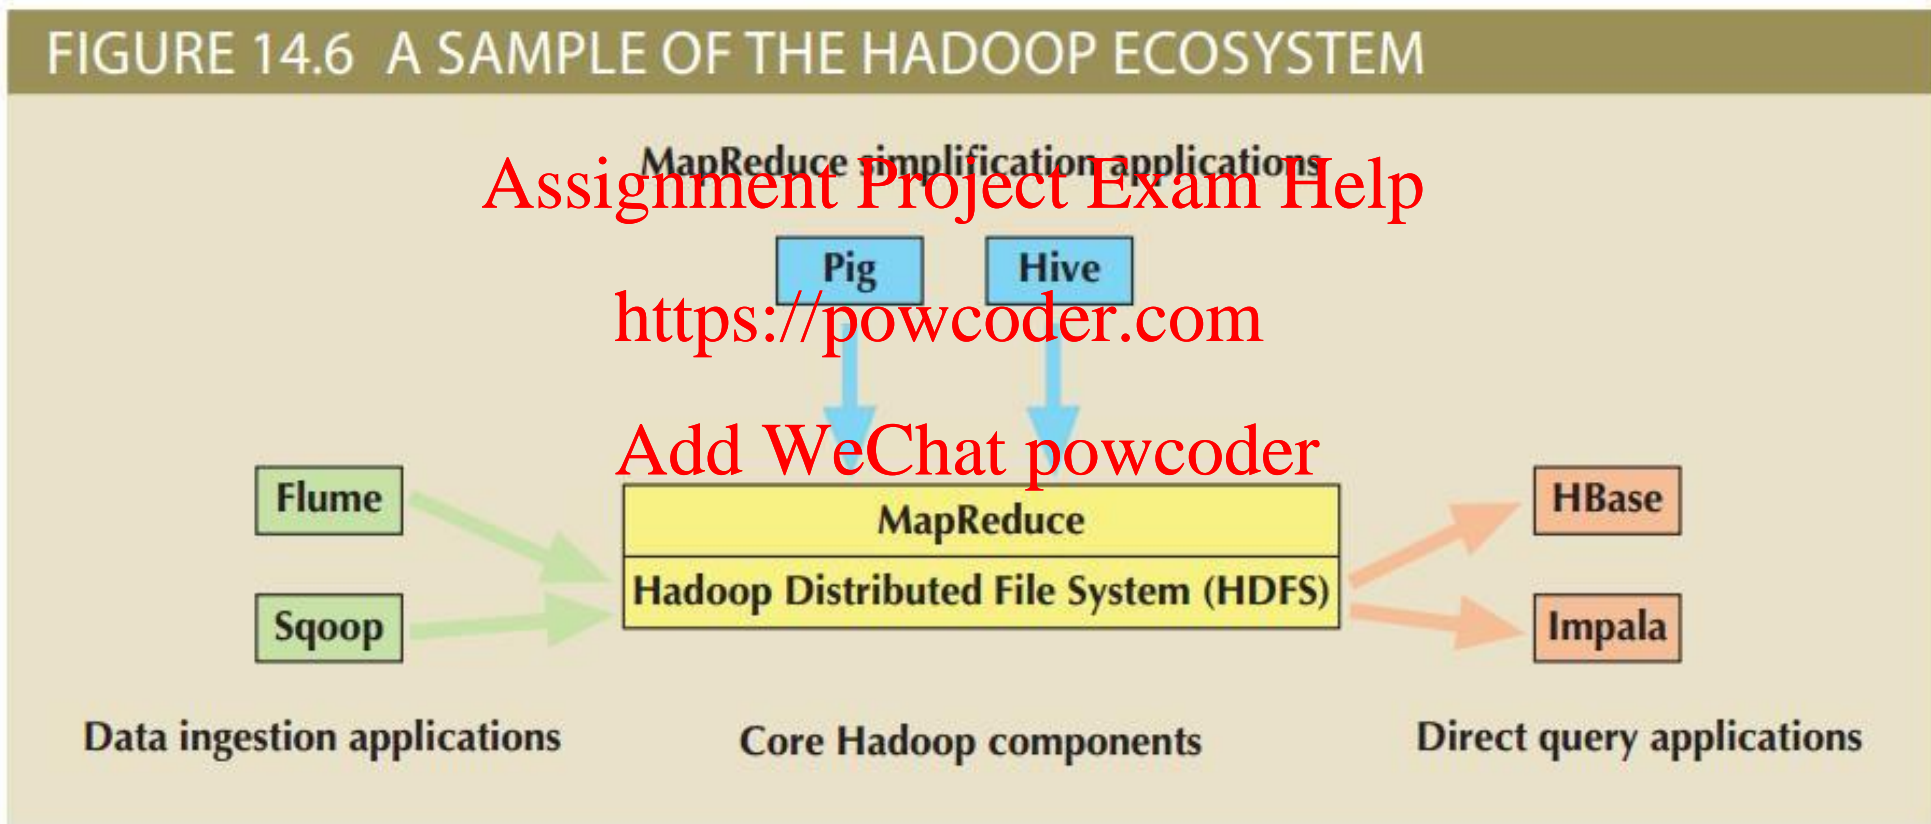 FIGURE 14.6 A SAMPLE OF THE HADOOP ECOSYSTEM
MapReduce simplification applications
Assignment Project Exam Help
Pig
Hive
https://powcoder.com
Add WeChat powcoder
Flume
HBase
MapReduce
Hadoop Distributed File System (HDFS)
Sqoop
Impala
Data ingestion applications
Core Hadoop components
Direct query applications